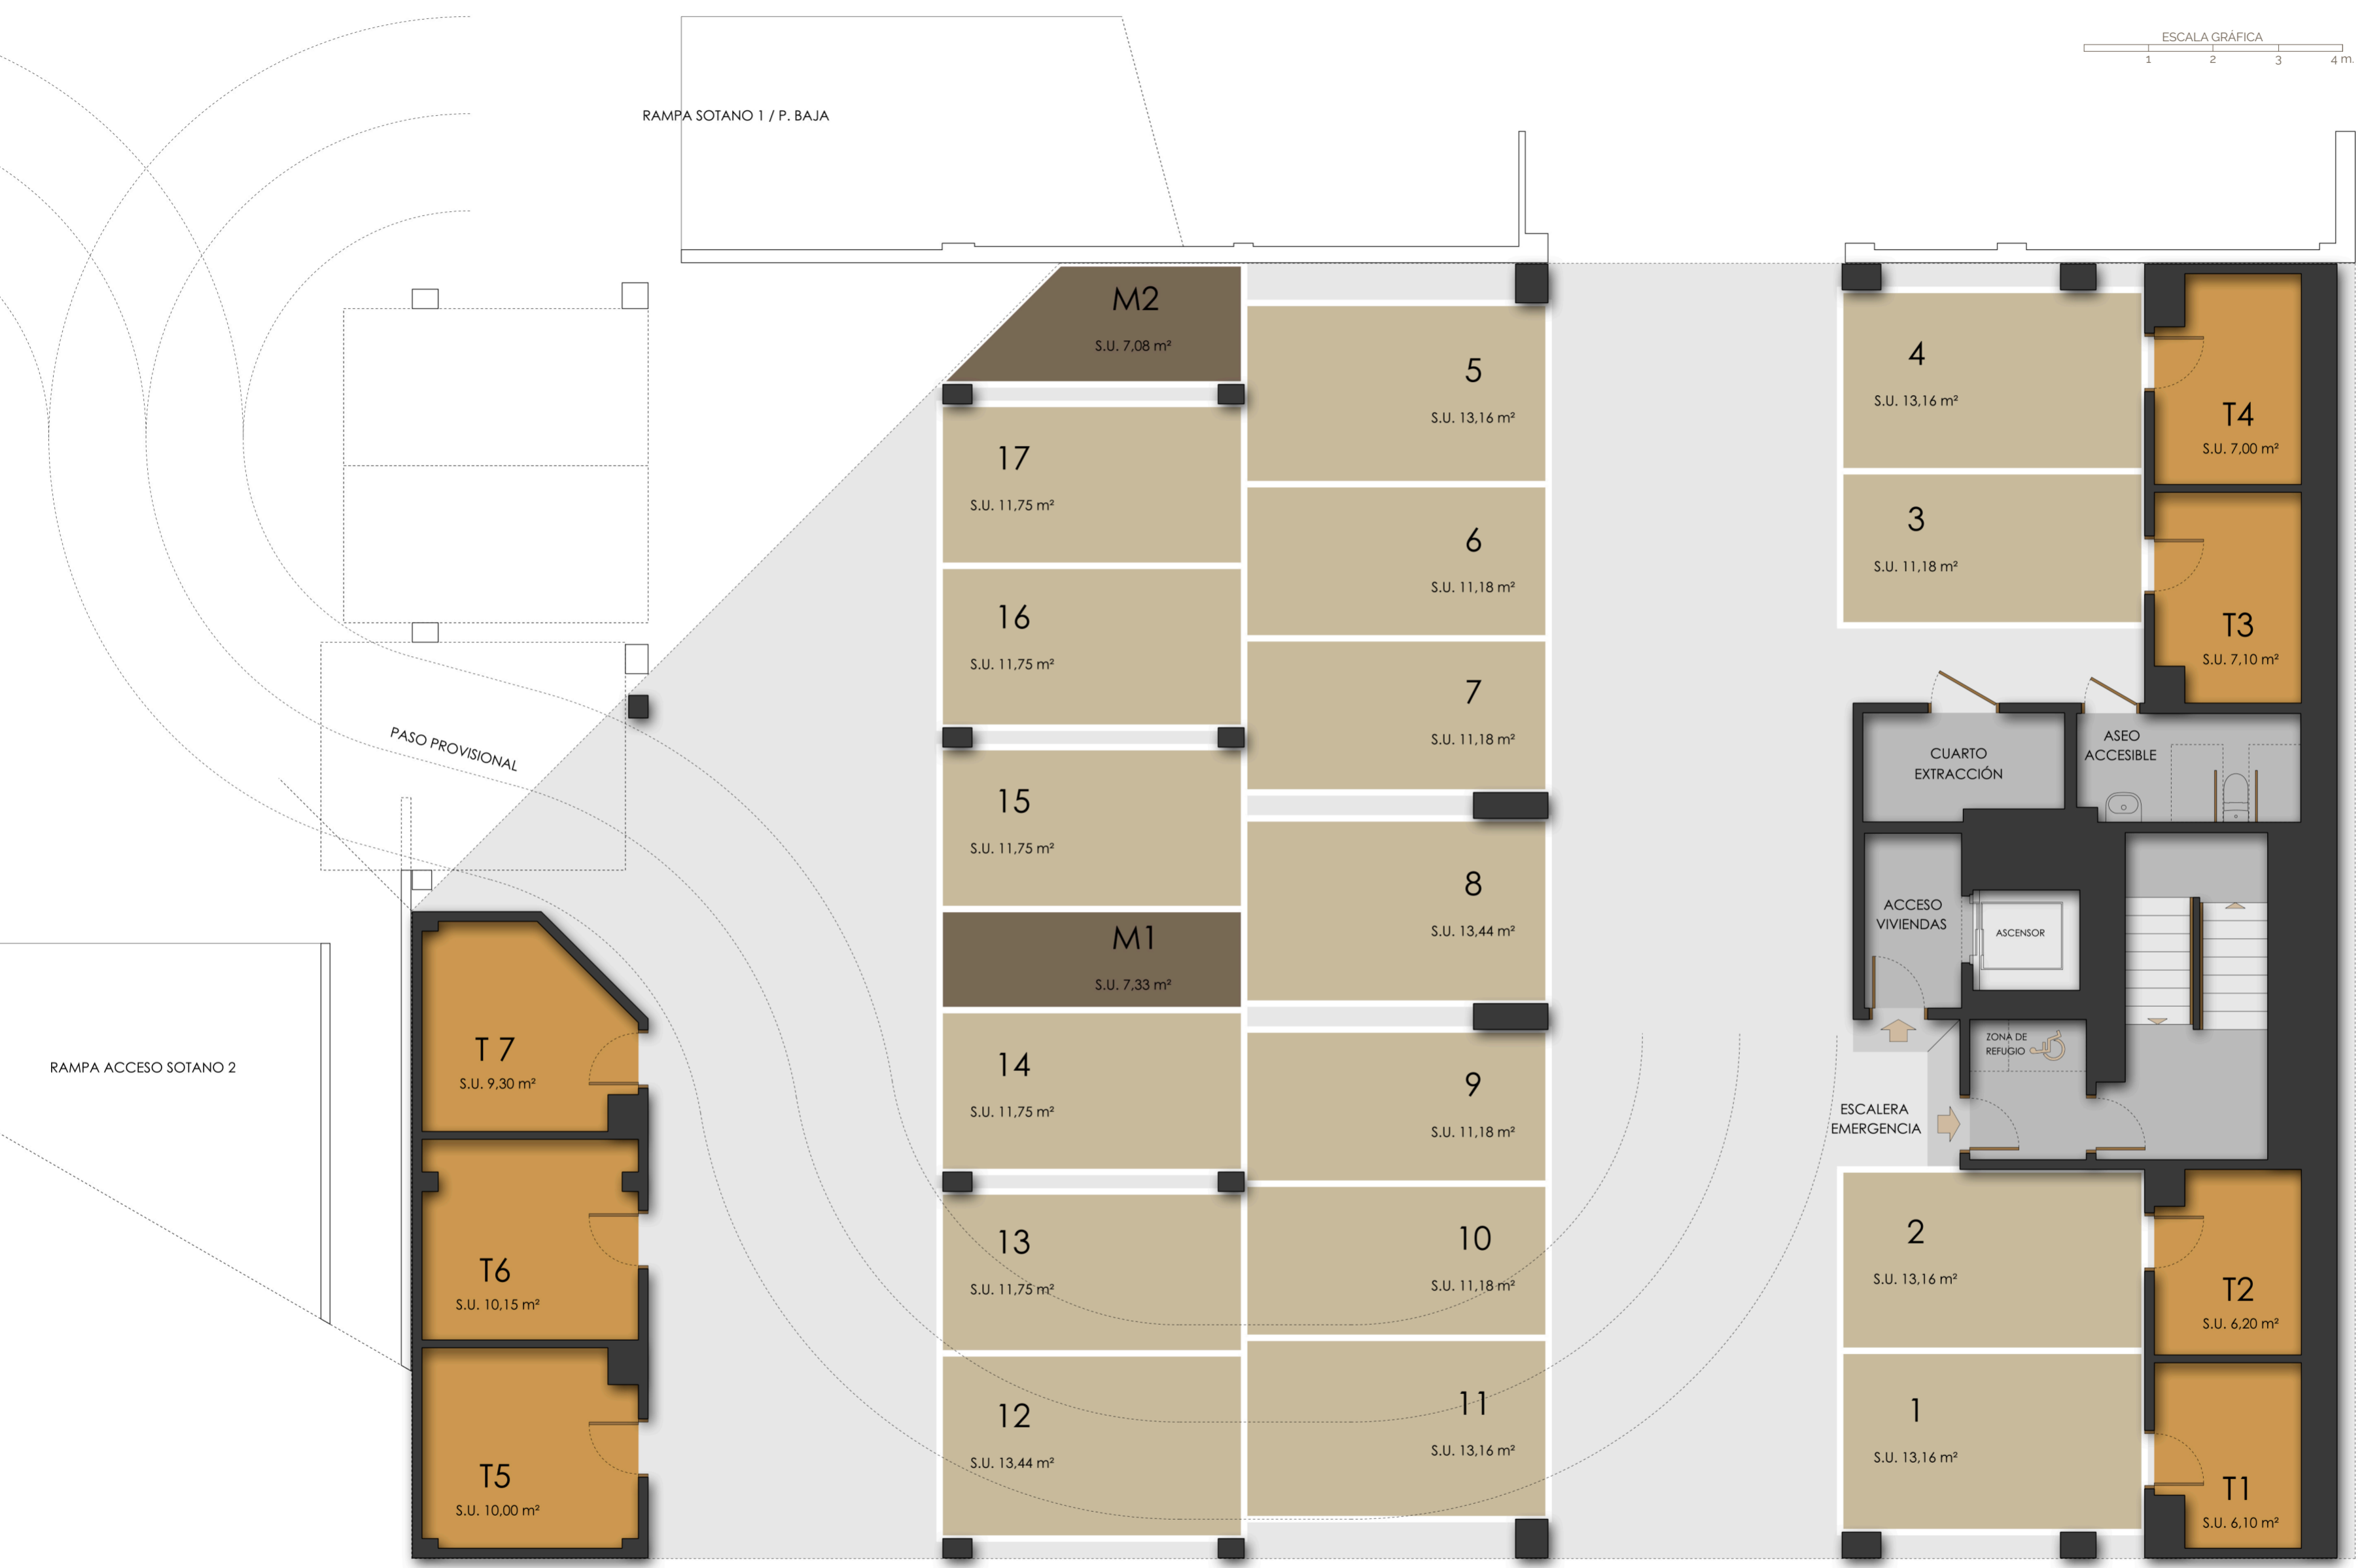 ESCALA GRÁFICA
1 2 3 4 m.
RAMPA SOTANO 1 / P. BAJA
M2
S.U. 7,08 m²
5
S.U. 13,16 m²
4
S.U. 13,16 m²
T4
S.U. 7,00 m²
17
S.U. 11,75 m²
6
S.U. 11,18 m²
3
S.U. 11,18 m²
T3
S.U. 7,10 m²
16
S.U. 11,75 m²
7
S.U. 11,18 m²
PASO PROVISIONAL
CUARTO
EXTRACCIÓN
ASEO
ACCESIBLE
15
S.U. 11,75 m²
8
S.U. 13,44 m²
ACCESO
VIVIENDAS
ASCENSOR
M1
S.U. 7,33 m²
RAMPA ACCESO SOTANO 2
T 7
S.U. 9,30 m²
14
S.U. 11,75 m²
9
S.U. 11,18 m²
ZONA DE
REFUGIO
ESCALERA
EMERGENCIA
T6
S.U. 10,15 m²
13
S.U. 11,75 m²
10
S.U. 11,18 m²
2
S.U. 13,16 m²
T2
S.U. 6,20 m²
T5
S.U. 10,00 m²
12
S.U. 13,44 m²
11
S.U. 13,16 m²
1
S.U. 13,16 m²
T1
S.U. 6,10 m²